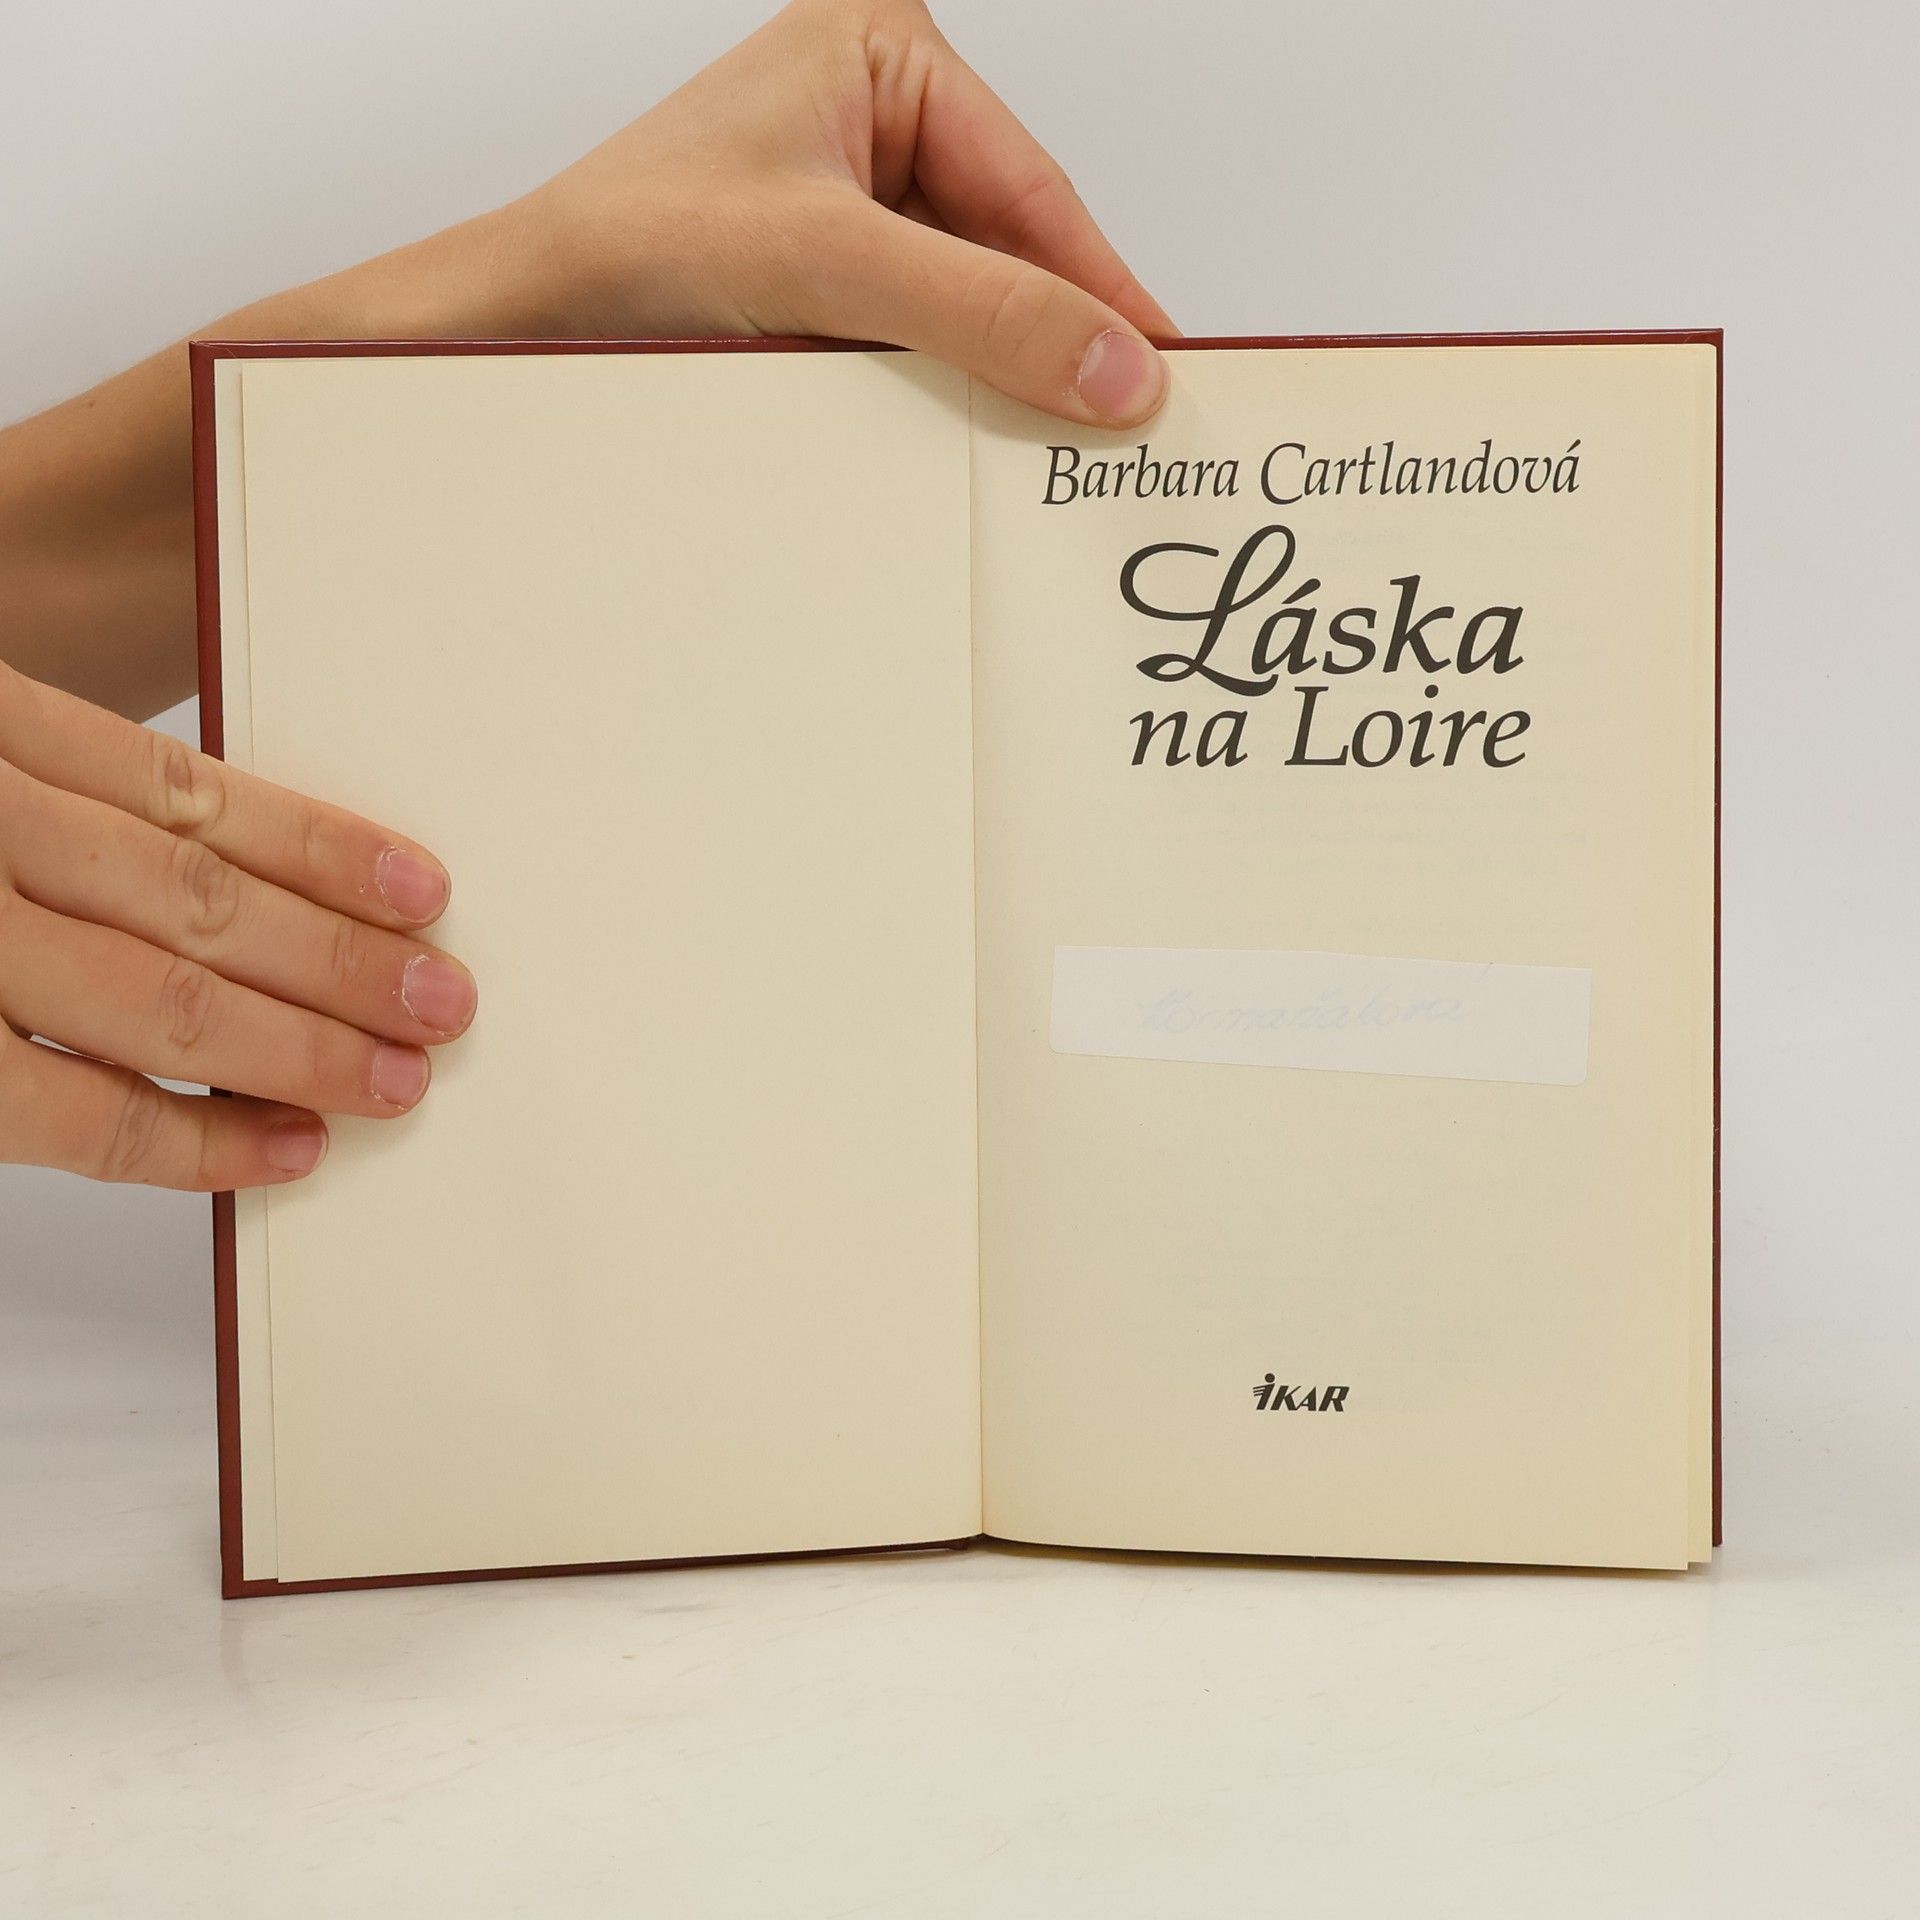 Barbara Cartlandová
Láska
na Loire
IKAR